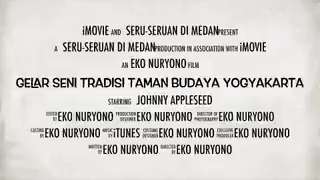 iMOVIE AND SERU-SERUAN DI MEDAN PRESENT
A SERU-SERUAN DI MEDAN PRODUCTION IN ASSOCIATION WITH iMOVIE
AN EKO NURYONO FILM
GELAR SENI TRADISI TAMAN BUDAYA YOGYAKARTA
STARRING JOHNNY APPLESEED
EDITED BY EKO NURYONO PRODUCTION DESIGNER EKO NURYONO DIRECTOR OF PHOTOGRAPHY EKO NURYONO
CASTING BY EKO NURYONO MUSIC BY iTUNES COSTUME DESIGNER EKO NURYONO EXECUTIVE PRODUCER EKO NURYONO
WRITTEN BY EKO NURYONO DIRECTED BY EKO NURYONO